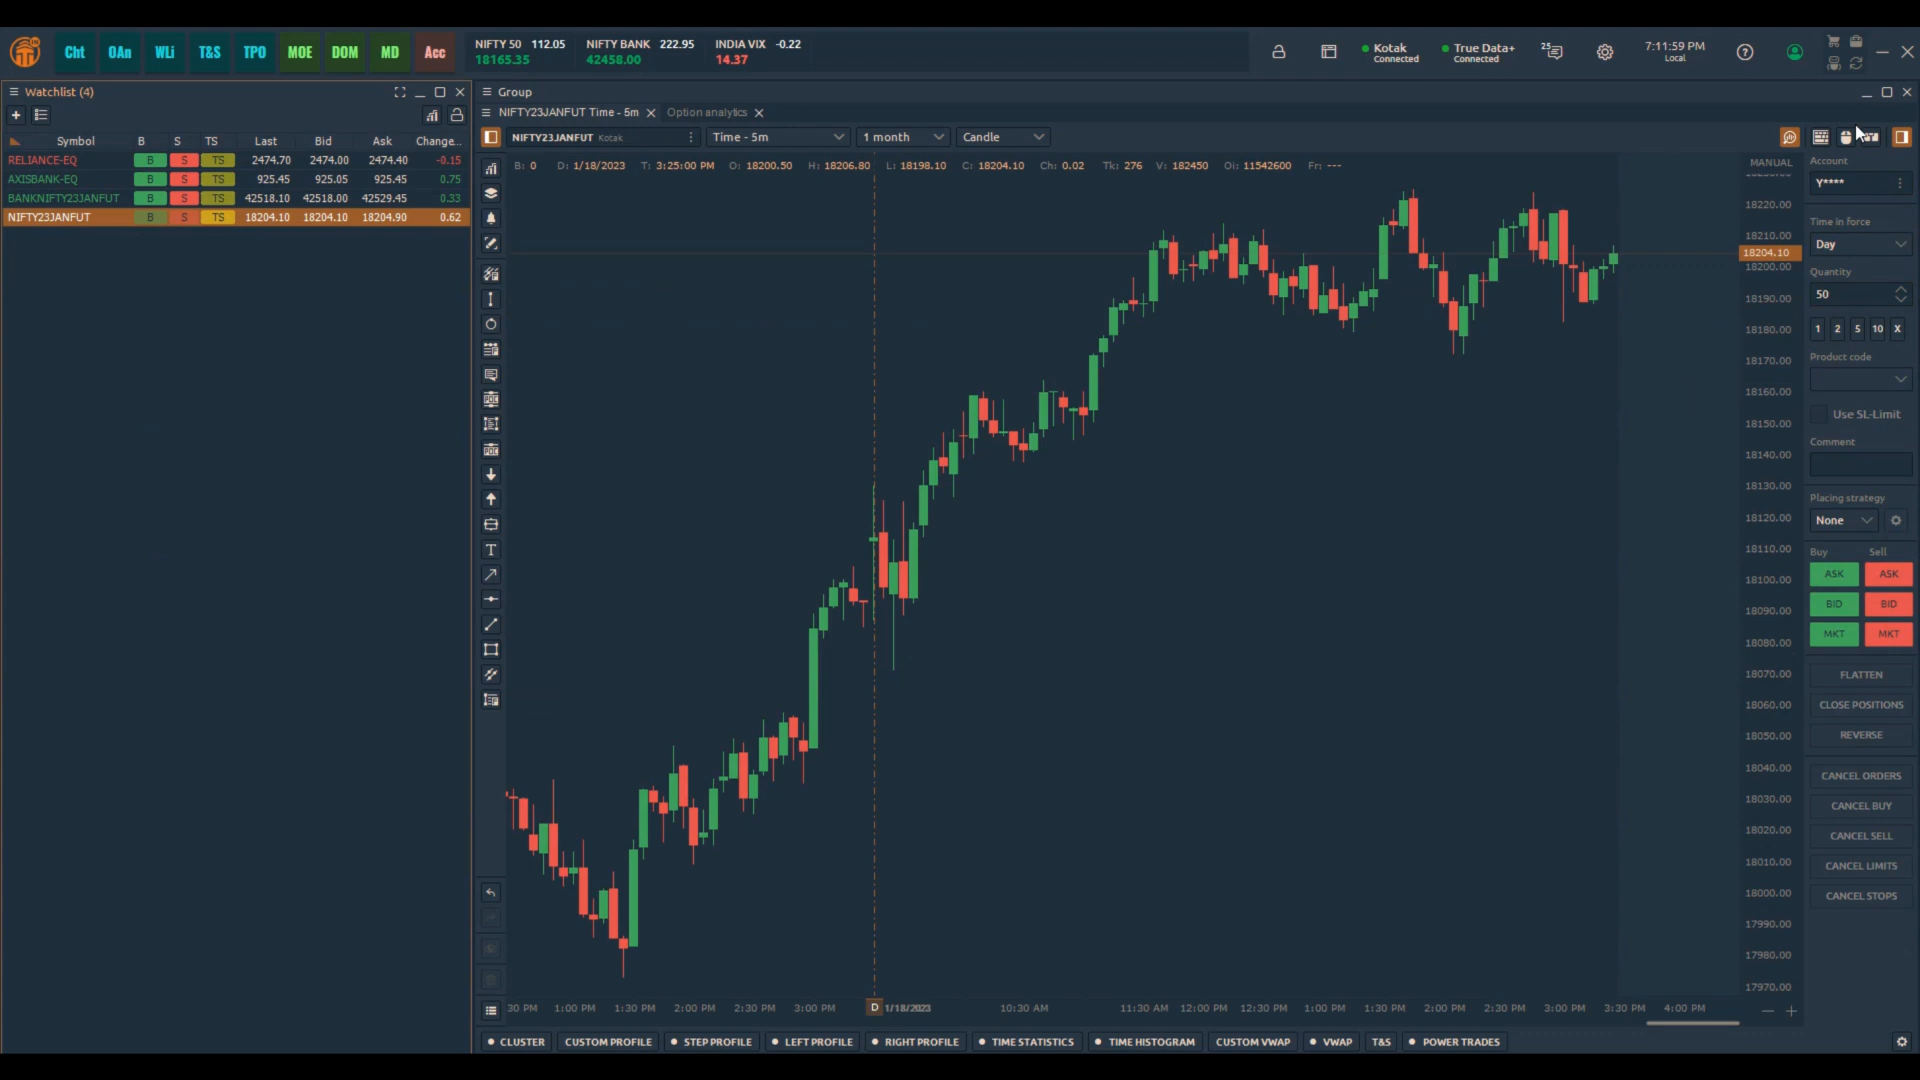 Cht OAn WLi T&S TPO MOE DOM MD Acc
NIFTY 50 112.05 NIFTY BANK 222.95 INDIA VIX -0.22
18165.35 42458.00 14.37
Kotak Connected
True Data+ Connected
25
7:11:59 PM
Local
Watchlist (4)
Group
NIFTY23JANFUT Time - 5m Option analytics
NIFTY23JANFUT Kotak Time - 5m 1 month Candle
Symbol B S TS Last Bid Ask Change...
RELIANCE-EQ B S TS 2474.70 2474.00 2474.40 -0.15
AXISBANK-EQ B S TS 925.45 925.05 925.45 0.75
BANKNIFTY23JANFUT B S TS 42518.10 42518.00 42529.45 0.33
NIFTY23JANFUT B S TS 18204.10 18204.10 18204.90 0.62
B: 0 D: 1/18/2023 T: 3:25:00 PM O: 18200.50 H: 18206.80 L: 18198.10 C: 18204.10 Ch: 0.02 Tk: 276 V: 182450 Oi: 11542600 Fr: ---
MANUAL
18220.00
18210.00
18204.10
18200.00
18190.00
18180.00
18170.00
18160.00
18150.00
18140.00
18130.00
18120.00
18110.00
18100.00
18090.00
18080.00
18070.00
18060.00
18050.00
18040.00
18030.00
18020.00
18010.00
18000.00
17990.00
17980.00
17970.00
30 PM 1:00 PM 1:30 PM 2:00 PM 2:30 PM 3:00 PM D 1/18/2023 10:30 AM 11:30 AM 12:00 PM 12:30 PM 1:00 PM 1:30 PM 2:00 PM 2:30 PM 3:00 PM 3:30 PM 4:00 PM
CLUSTER CUSTOM PROFILE STEP PROFILE LEFT PROFILE RIGHT PROFILE TIME STATISTICS TIME HISTOGRAM CUSTOM VWAP VWAP T&S POWER TRADES
Account
Y****
Time in force
Day
Quantity
50
1 2 5 10 X
Product code
Use SL-Limit
Comment
Placing strategy
None
Buy Sell
ASK ASK
BID BID
MKT MKT
FLATTEN
CLOSE POSITIONS
REVERSE
CANCEL ORDERS
CANCEL BUY
CANCEL SELL
CANCEL LIMITS
CANCEL STOPS